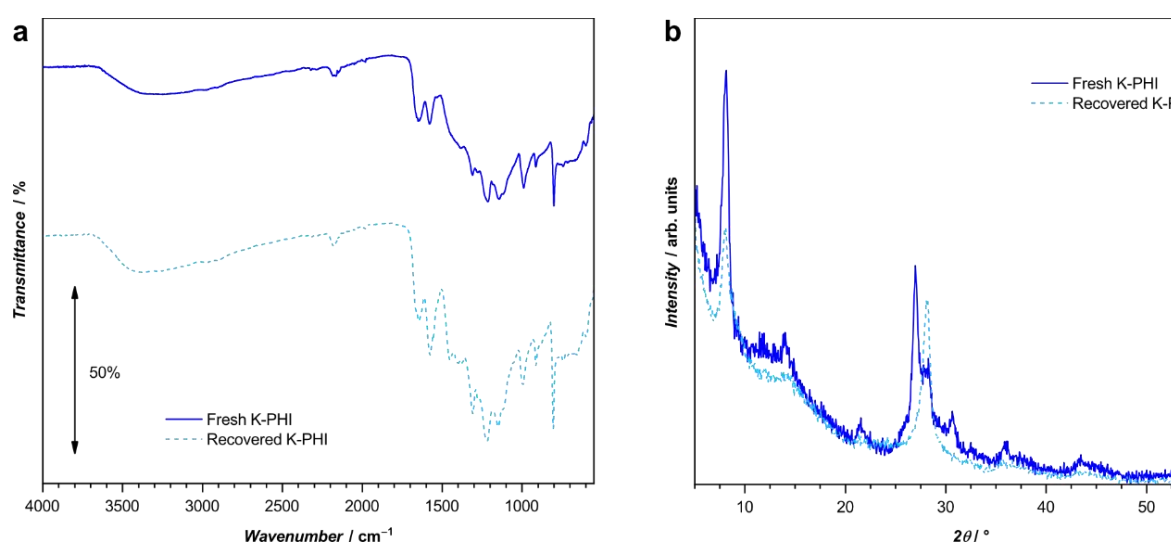 a
Transmittance / %
50%
Fresh K-PHI
Recovered K-PHI
4000 3500 3000 2500 2000 1500 1000
Wavenumber / cm⁻¹
b
Intensity / arb. units
Fresh K-PHI
Recovered K-P
10 20 30 40 50
2θ / °